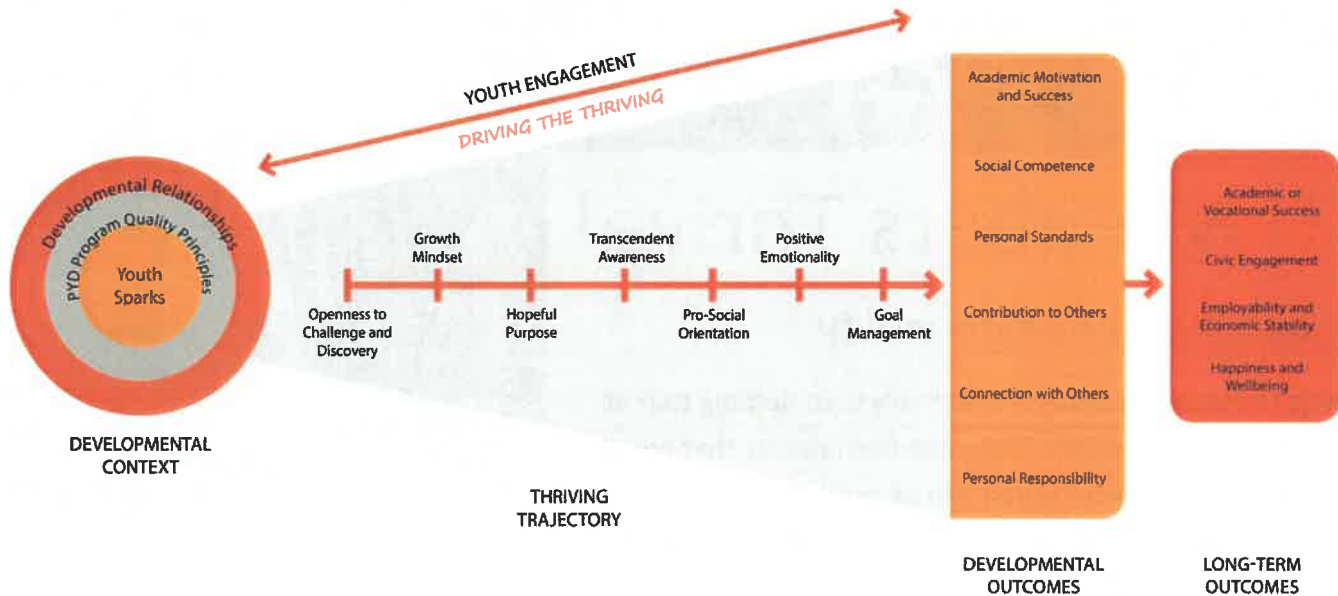 YOUTH ENGAGEMENT
DRIVING THE THRIVING
Developmental Relationships
PYD Program Quality Principles
Youth
Sparks
DEVELOPMENTAL
CONTEXT
Growth
Mindset
Transcendent
Awareness
Positive
Emotionality
Openness to
Challenge and
Discovery
Hopeful
Purpose
Pro-Social
Orientation
Goal
Management
THRIVING
TRAJECTORY
Academic Motivation
and Success
Social Competence
Personal Standards
Contribution to Others
Connection with Others
Personal Responsibility
DEVELOPMENTAL
OUTCOMES
Academic or
Vocational Success
Civic Engagement
Employability and
Economic Stability
Happiness and
Wellbeing
LONG-TERM
OUTCOMES